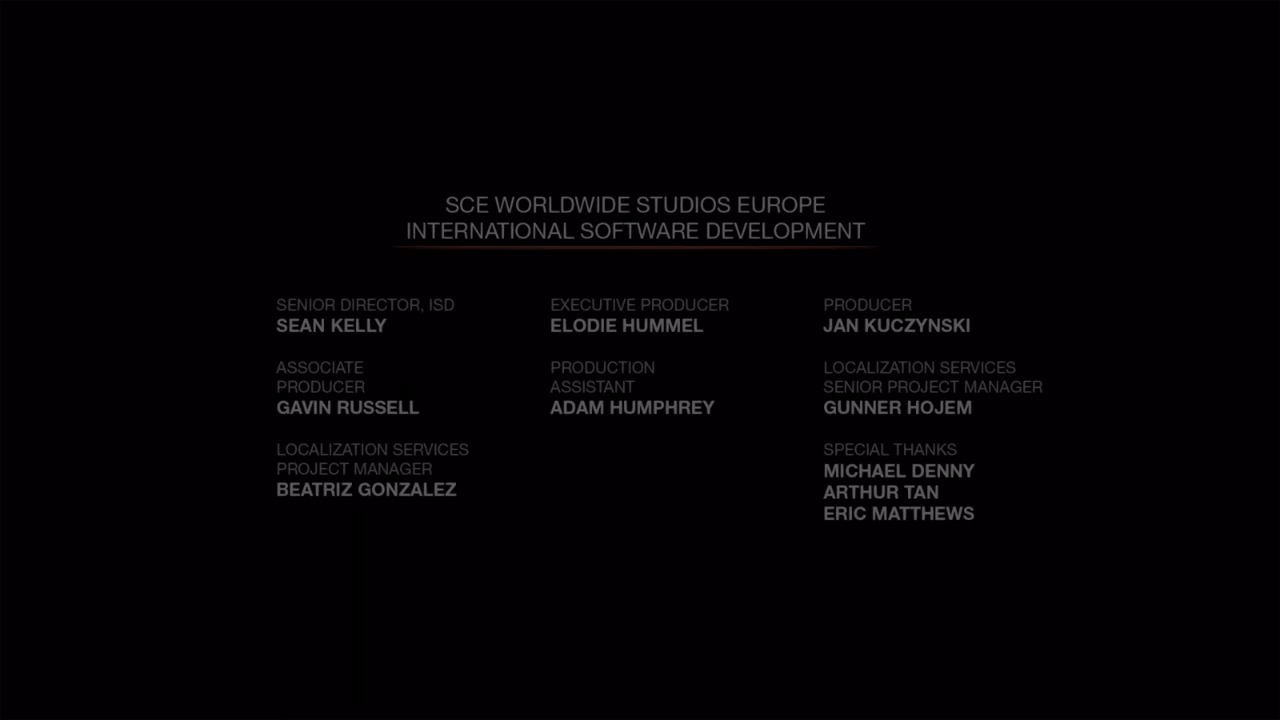 SCE WORLDWIDE STUDIOS EUROPE
INTERNATIONAL SOFTWARE DEVELOPMENT
SENIOR DIRECTOR, ISD
SEAN KELLY
EXECUTIVE PRODUCER
ELODIE HUMMEL
PRODUCER
JAN KUCZYNSKI
ASSOCIATE
PRODUCER
GAVIN RUSSELL
PRODUCTION
ASSISTANT
ADAM HUMPHREY
LOCALIZATION SERVICES
SENIOR PROJECT MANAGER
GUNNER HOJEM
LOCALIZATION SERVICES
PROJECT MANAGER
BEATRIZ GONZALEZ
SPECIAL THANKS
MICHAEL DENNY
ARTHUR TAN
ERIC MATTHEWS